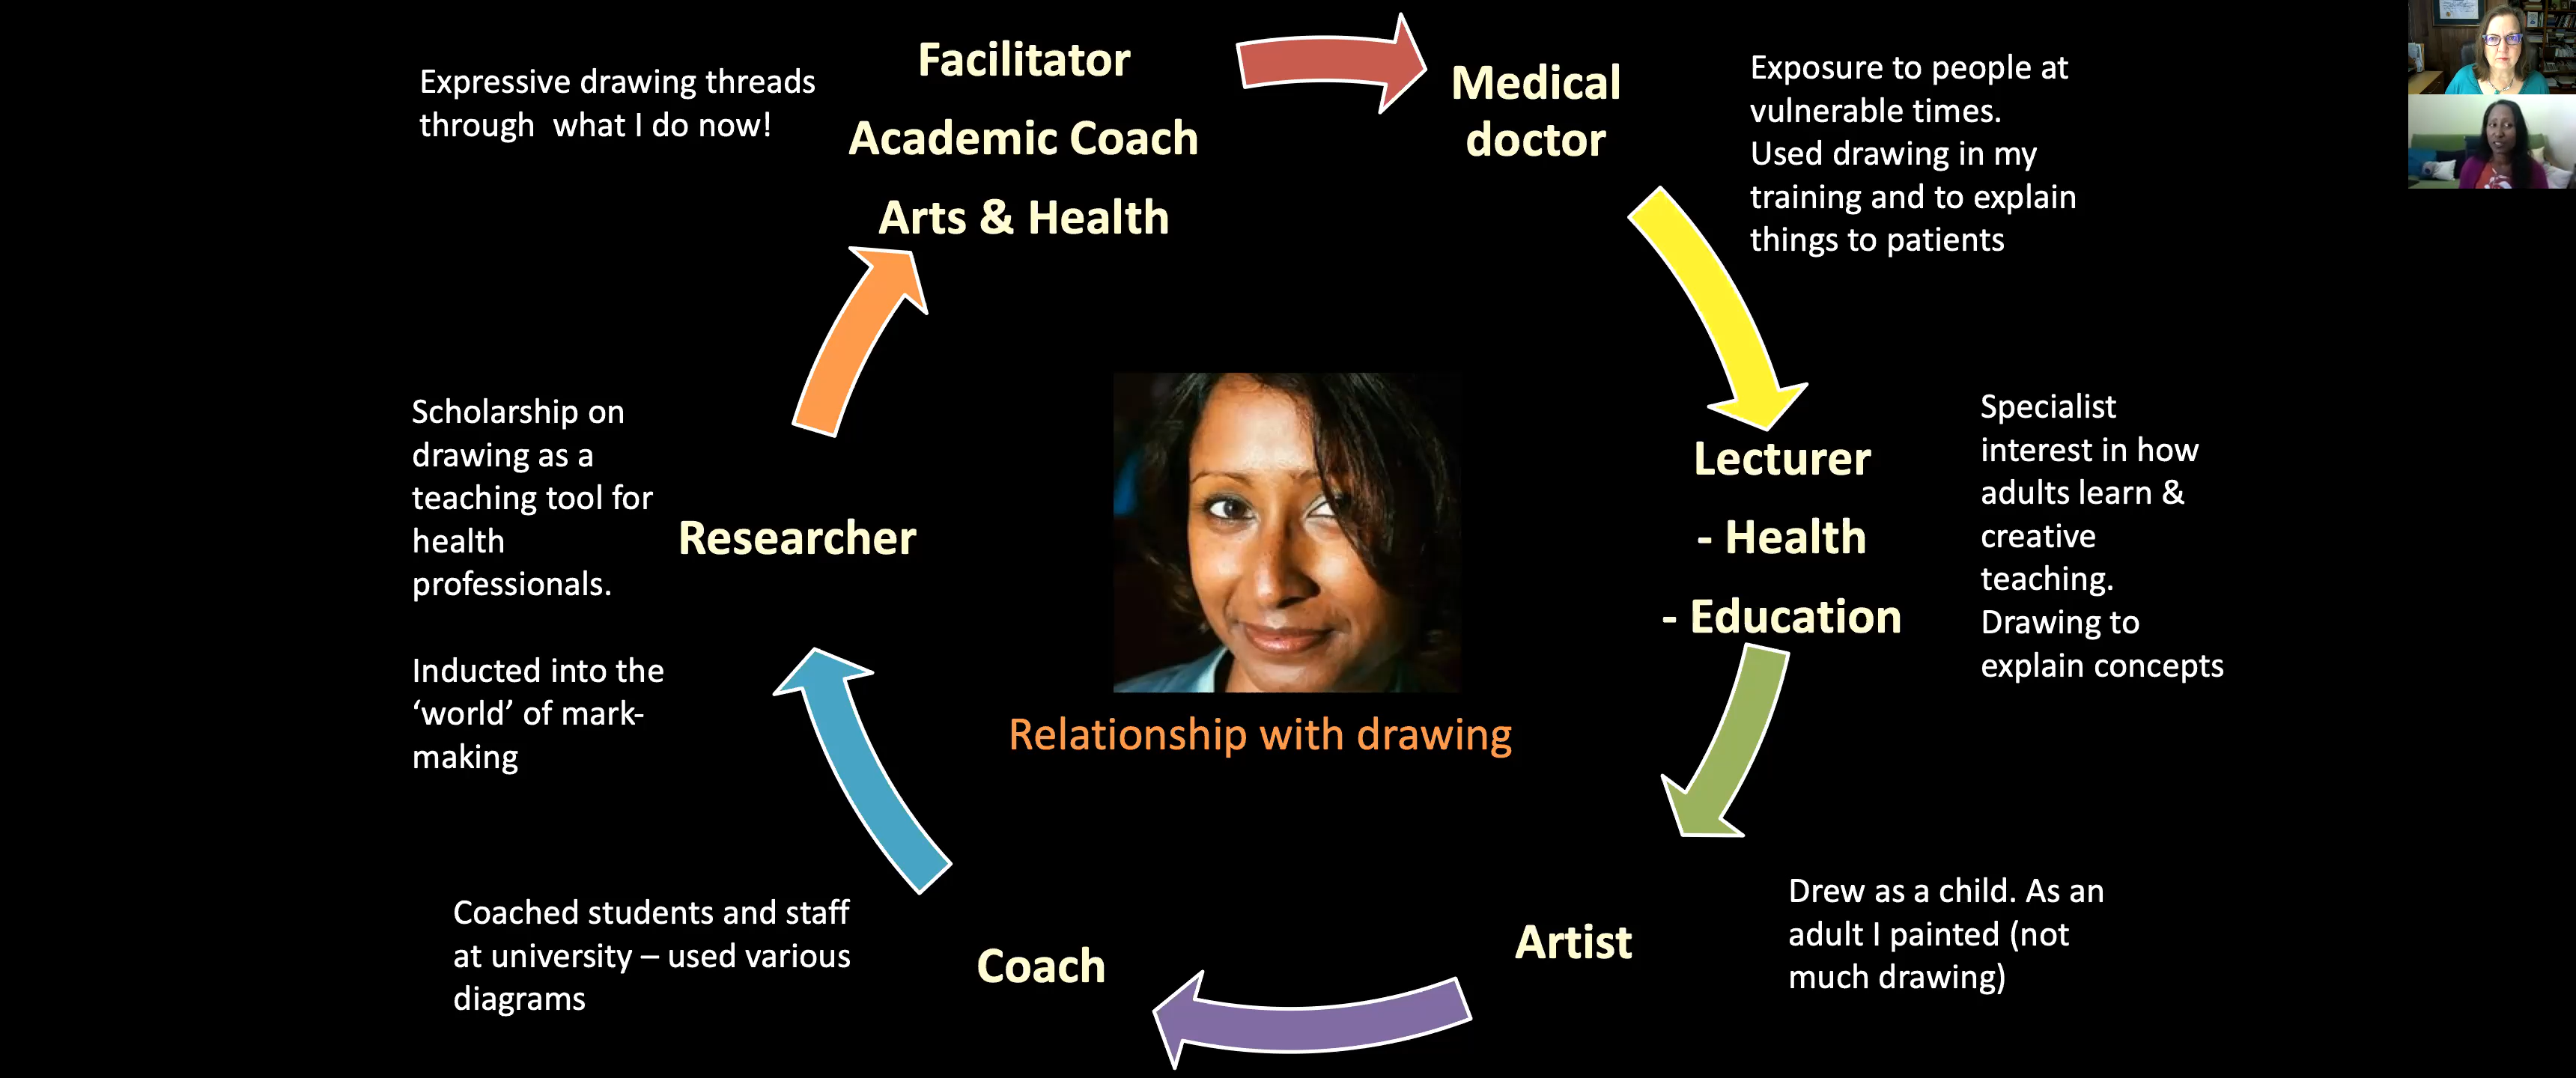 Facilitator
Academic Coach
Arts & Health
Expressive drawing threads
through  what I do now!
Medical
doctor
Exposure to people at
vulnerable times.
Used drawing in my
training and to explain
things to patients
Lecturer
- Health
- Education
Specialist
interest in how
adults learn &
creative
teaching.
Drawing to
explain concepts
Artist
Drew as a child. As an
adult I painted (not
much drawing)
Coach
Coached students and staff
at university – used various
diagrams
Researcher
Scholarship on
drawing as a
teaching tool for
health
professionals.
Inducted into the
‘world’ of mark-
making
Relationship with drawing